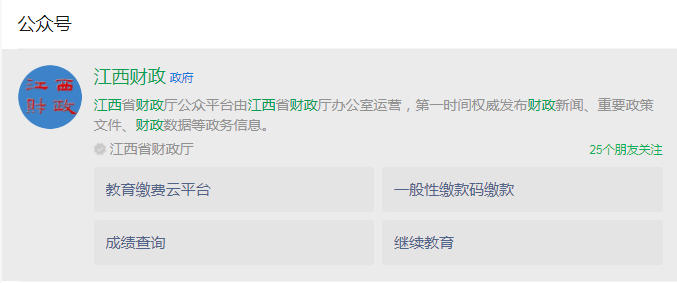 公众号
江西
财政
江西财政 政府
江西省财政厅公众平台由江西省财政厅办公室运营，第一时间权威发布财政新闻、重要政策
文件、财政数据等政务信息。
江西省财政厅 25个朋友关注
教育缴费云平台 一般性缴款码缴款
成绩查询 继续教育